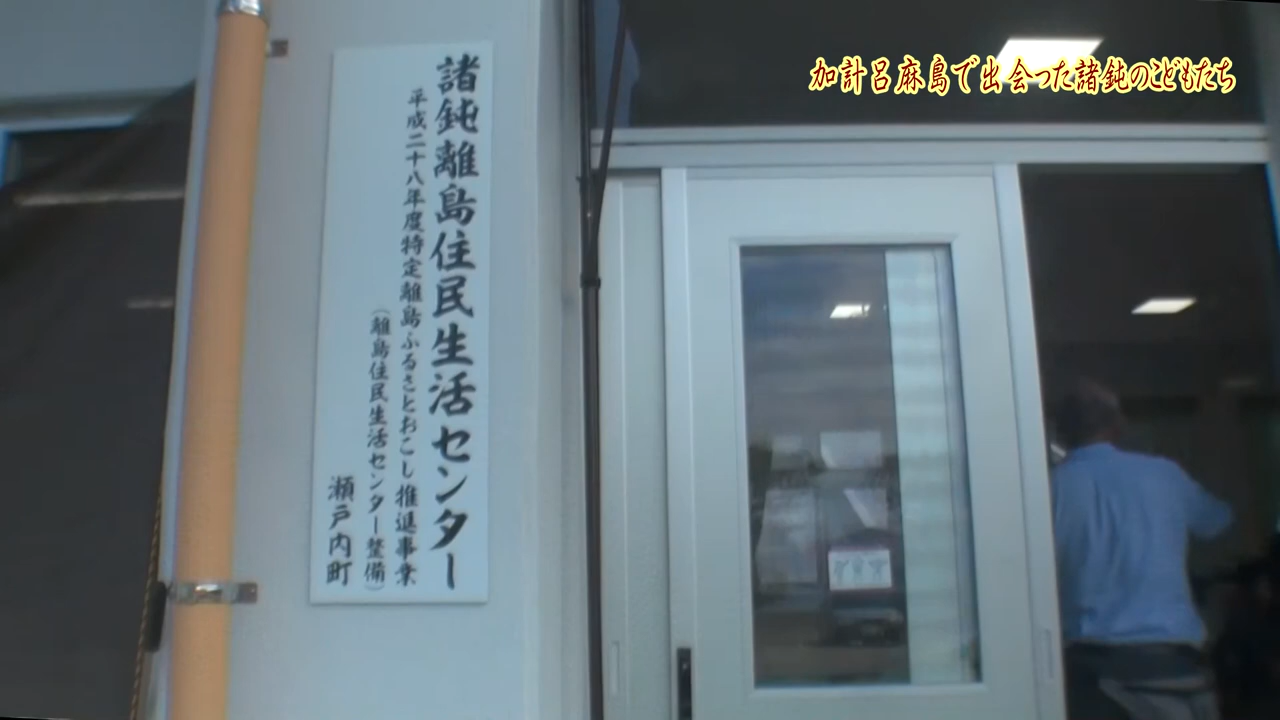 加計呂麻島で出会った諸鈍のこどもたち
諸鈍離島住民生活センター
平成二十八年度特定離島ふるさとおこし推進事業
(離島住民生活センター整備)
瀬戸内町